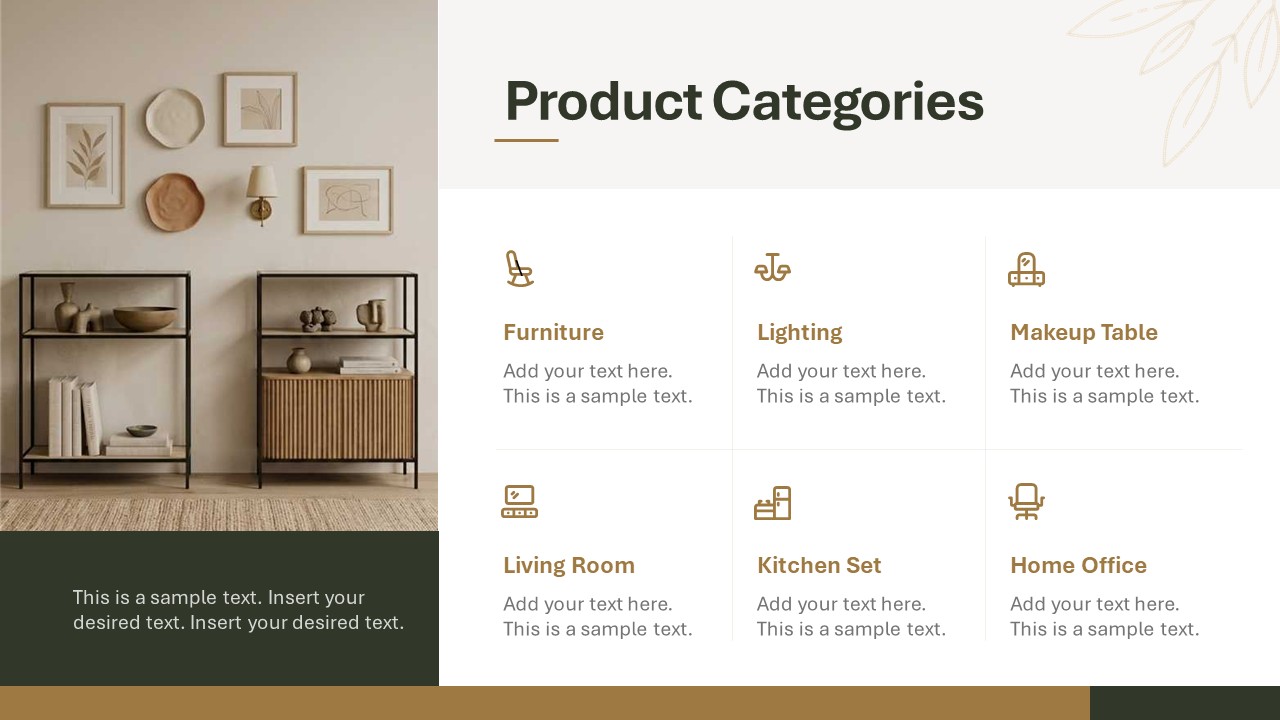 Product Categories
Furniture
Add your text here.
This is a sample text.
Lighting
Add your text here.
This is a sample text.
Makeup Table
Add your text here.
This is a sample text.
Living Room
Add your text here.
This is a sample text.
Kitchen Set
Add your text here.
This is a sample text.
Home Office
Add your text here.
This is a sample text.
This is a sample text. Insert your
desired text. Insert your desired text.